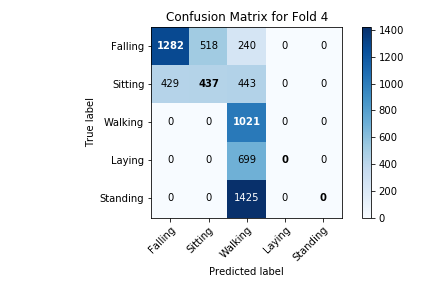 Confusion Matrix for Fold 4
True label
Falling 1282 518 240 0 0
Sitting 429 437 443 0 0
Walking 0 0 1021 0 0
Laying 0 0 699 0 0
Standing 0 0 1425 0 0
Falling Sitting Walking Laying Standing
Predicted label
1400
1200
1000
800
600
400
200
0